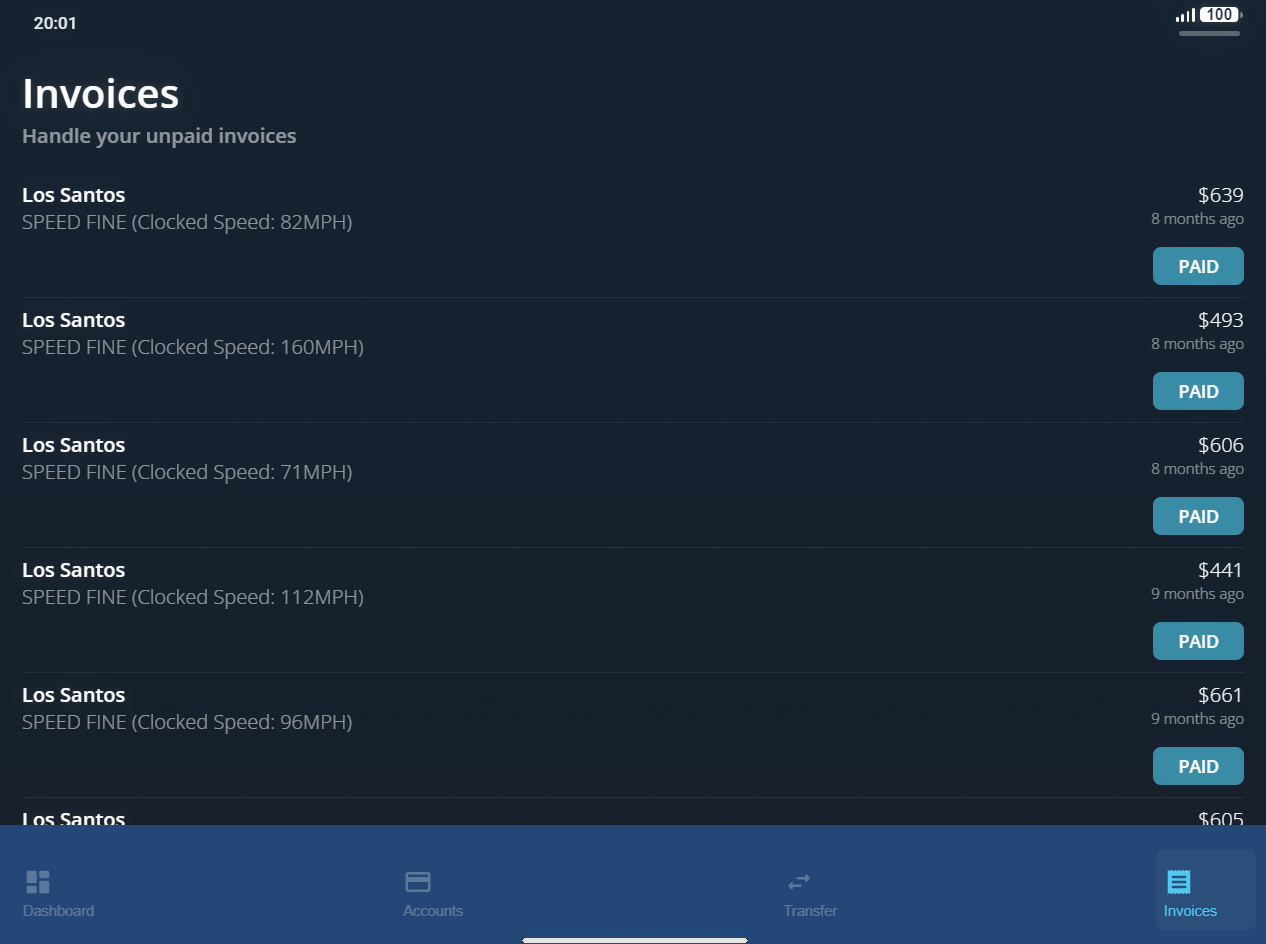 20:01
100
Invoices
Handle your unpaid invoices
Los Santos
$639
SPEED FINE (Clocked Speed: 82MPH)
8 months ago
PAID
Los Santos
$493
SPEED FINE (Clocked Speed: 160MPH)
8 months ago
PAID
Los Santos
$606
SPEED FINE (Clocked Speed: 71MPH)
8 months ago
PAID
Los Santos
$441
SPEED FINE (Clocked Speed: 112MPH)
9 months ago
PAID
Los Santos
$661
SPEED FINE (Clocked Speed: 96MPH)
9 months ago
PAID
Los Santos
$605
Dashboard
Accounts
Transfer
Invoices